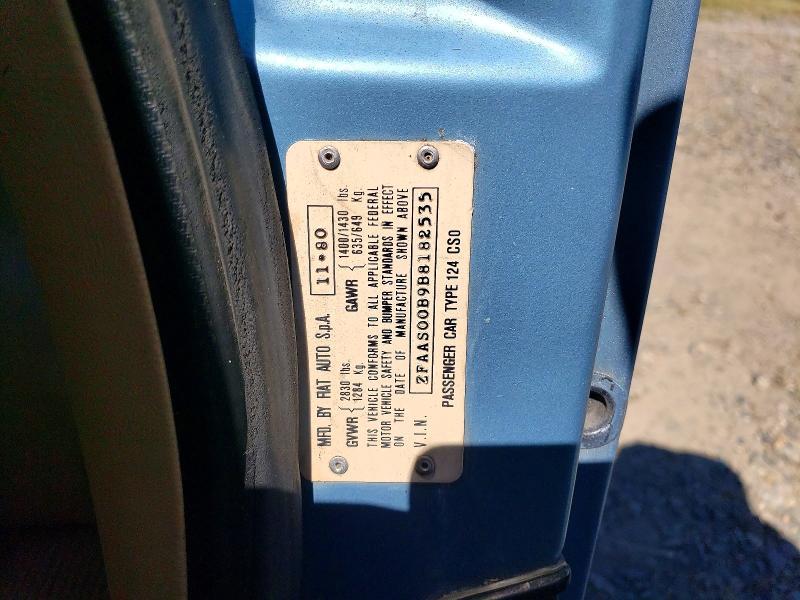 MFD. BY FIAT AUTO S.p.A. 11*80
GVWR { 2830 lbs. 1284 Kg. GAWR { 1400/1430 lbs. 635/649 Kg.
THIS VEHICLE CONFORMS TO ALL APPLICABLE FEDERAL
MOTOR VEHICLE SAFETY AND BUMPER STANDARDS IN EFFECT
ON THE DATE OF MANUFACTURE SHOWN ABOVE
V.I.N. ZFAAS00B9B8182535
PASSENGER CAR TYPE 124 CS0